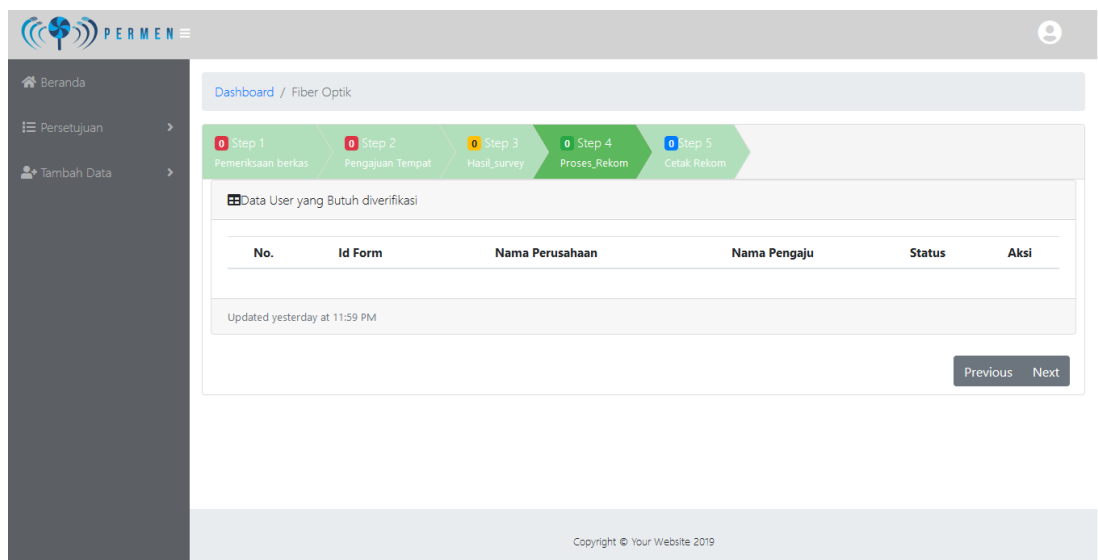 PERMEN
Beranda
Persetujuan
Tambah Data
Dashboard / Fiber Optik
0 Step 1
Pemeriksaan berkas
0 Step 2
Pengajuan Tempat
0 Step 3
Hasil_survey
0 Step 4
Proses_Rekom
0 Step 5
Cetak Rekom
Data User yang Butuh diverifikasi
No. Id Form Nama Perusahaan Nama Pengaju Status Aksi
Updated yesterday at 11:59 PM
Previous Next
Copyright © Your Website 2019